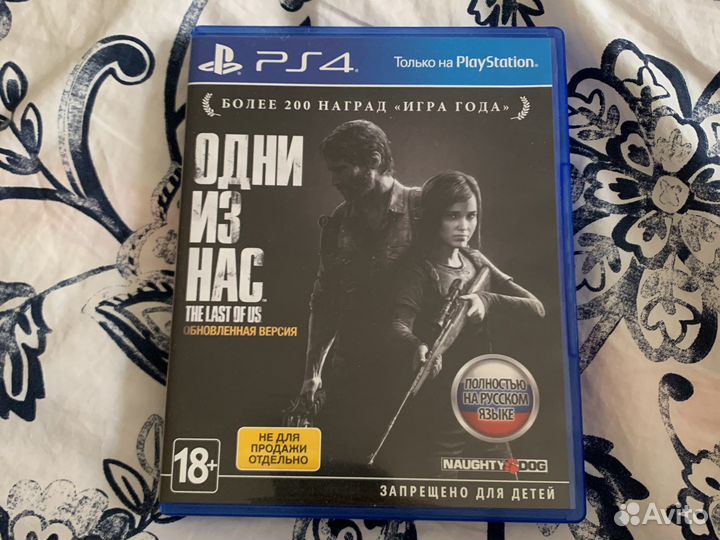 PS4
Только на PlayStation
БОЛЕЕ 200 НАГРАД «ИГРА ГОДА»
ОДНИ
ИЗ
НАС
THE LAST OF US
ОБНОВЛЕННАЯ ВЕРСИЯ
ПОЛНОСТЬЮ
НА РУССКОМ
ЯЗЫКЕ
НЕ ДЛЯ
ПРОДАЖИ
ОТДЕЛЬНО
18+
NAUGHTY DOG
ЗАПРЕЩЕНО ДЛЯ ДЕТЕЙ
Avito